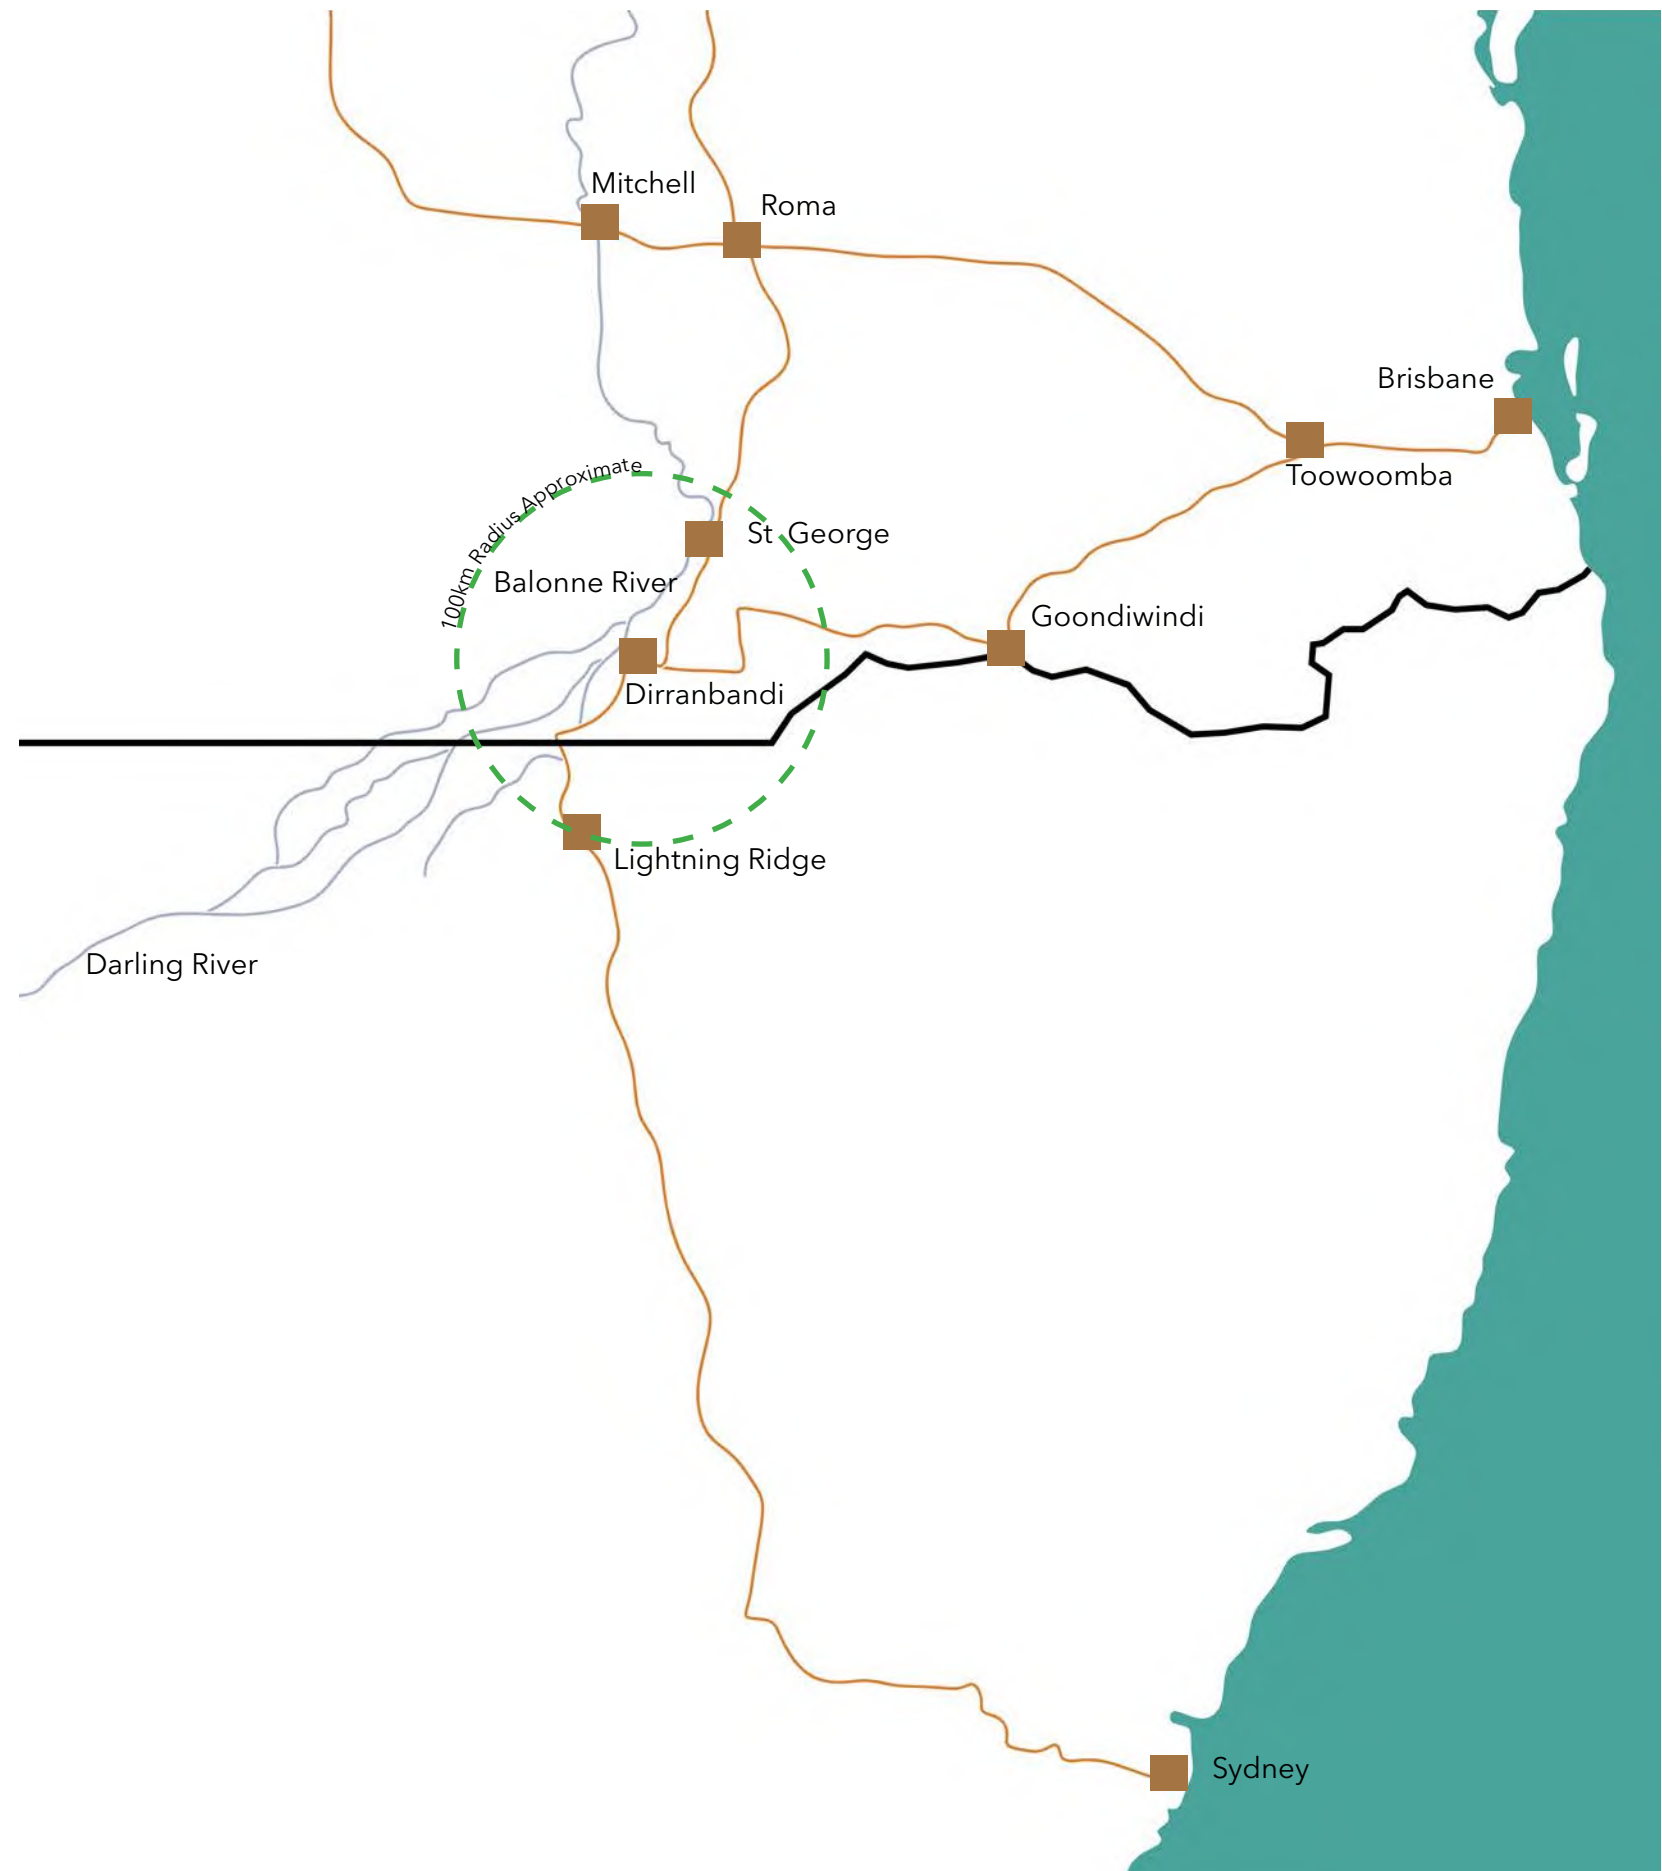 Mitchell
Roma
Brisbane
Toowoomba
100km Radius Approximate
St George
Balonne River
Goondiwindi
Dirranbandi
Lightning Ridge
Darling River
Sydney